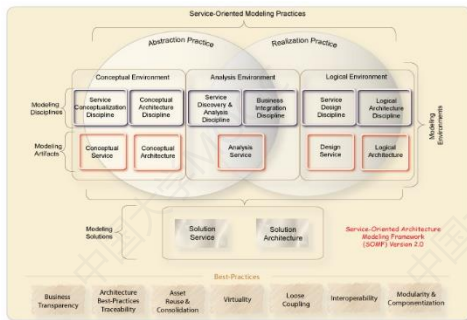 Service-Oriented Modeling Practices
Abstraction Practice
Realization Practice
Conceptual Environment
Analysis Environment
Logical Environment
Modeling
Disciplines
Service
Conceptualization
Discipline
Conceptual
Architecture
Discipline
Service
Discovery &
Analysis
Discipline
Business
Integration
Discipline
Service
Design
Discipline
Logical
Architecture
Discipline
Modeling
Environments
Modeling
Artifacts
Conceptual
Service
Conceptual
Architecture
Analysis
Service
Design
Service
Logical
Architecture
Modeling
Solutions
Solution
Service
Solution
Architecture
Service-Oriented Architecture
Modeling Framework
(SOMF) Version 2.0
Best-Practices
Business
Transparency
Architecture
Best-Practices
Traceability
Asset
Reuse &
Consolidation
Virtuality
Loose
Coupling
Interoperability
Modularity &
Componentization